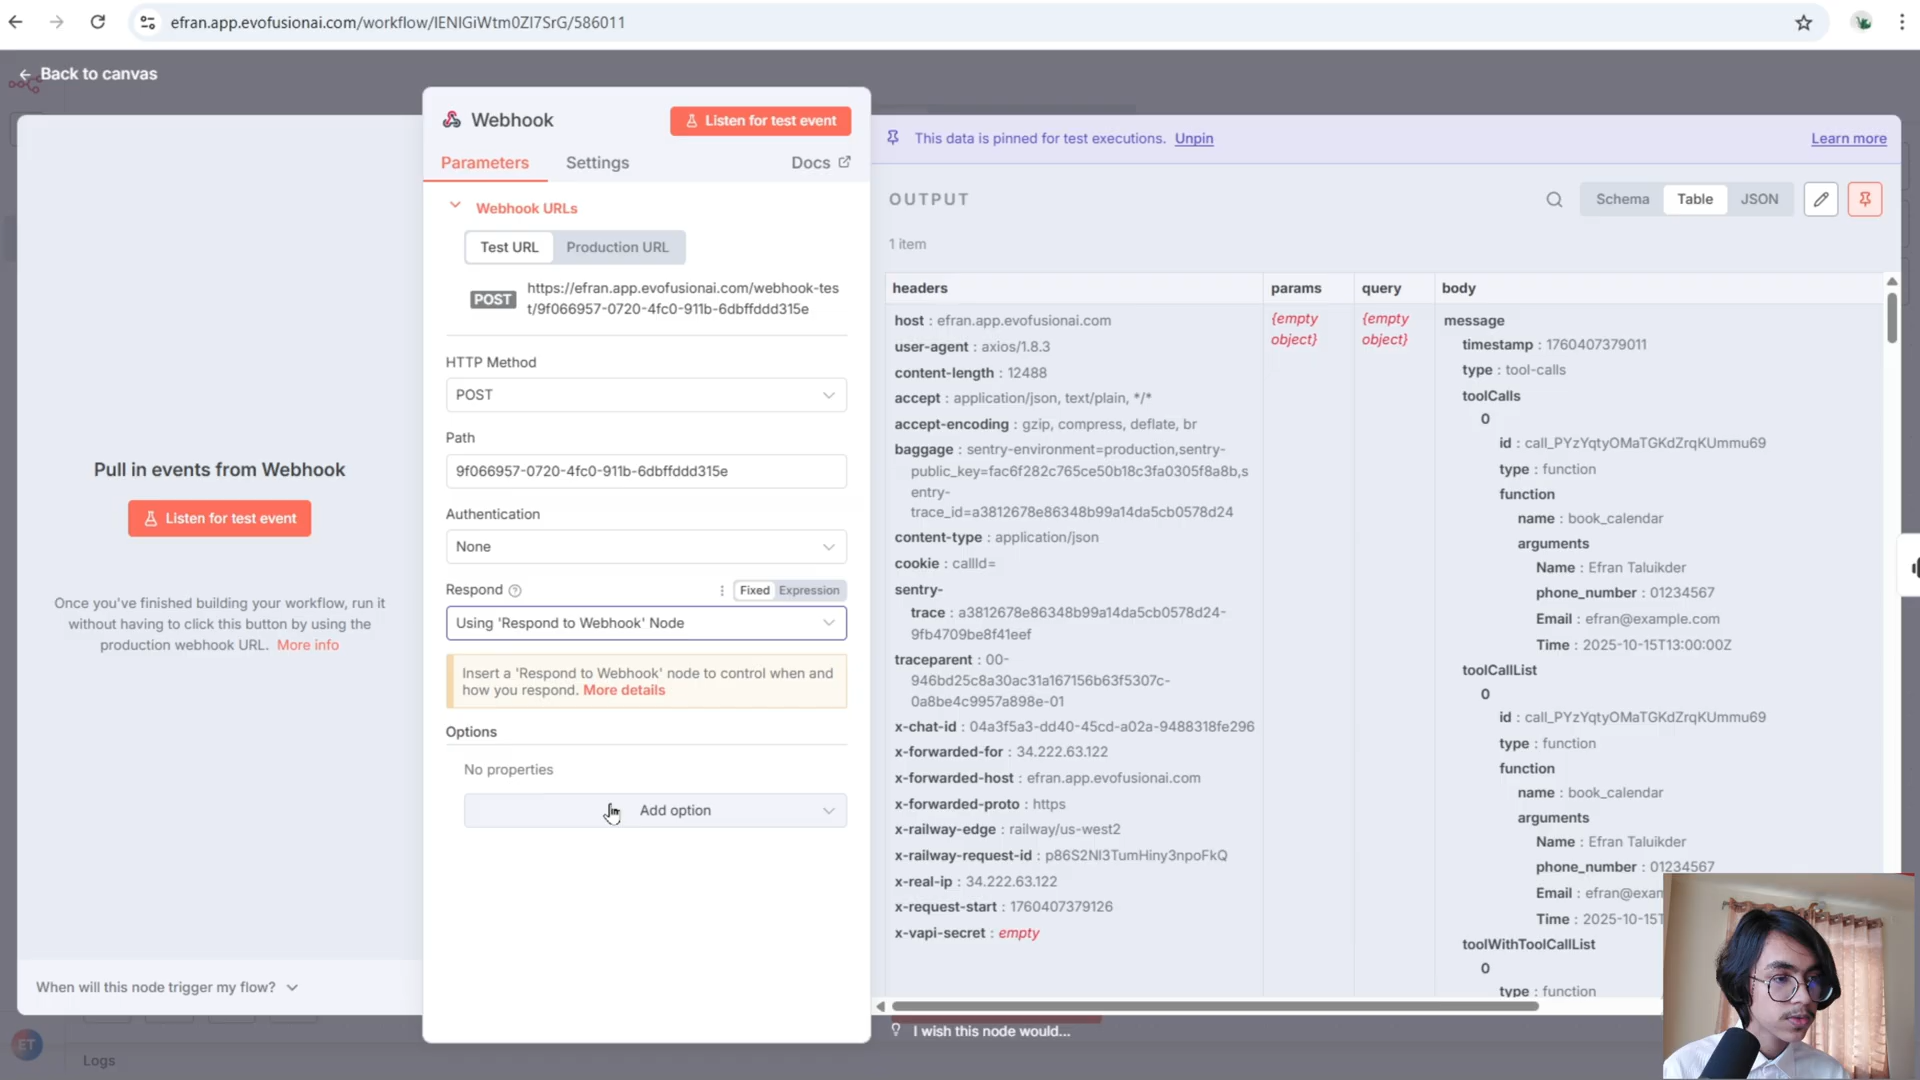 efran.app.evofusionai.com/workflow/IENIGiWtm0ZI7SrG/586011
Back to canvas
Webhook
Listen for test event
Parameters
Settings
Docs
Webhook URLs
Test URL
Production URL
POST
https://efran.app.evofusionai.com/webhook-tes
t/9f066957-0720-4fc0-911b-6dbffddd315e
HTTP Method
POST
Path
9f066957-0720-4fc0-911b-6dbffddd315e
Authentication
None
Respond
Fixed
Expression
Using 'Respond to Webhook' Node
Insert a 'Respond to Webhook' node to control when and
how you respond. More details
Options
No properties
Add option
Pull in events from Webhook
Listen for test event
Once you've finished building your workflow, run it
without having to click this button by using the
production webhook URL. More info
When will this node trigger my flow?
ET
Logs
This data is pinned for test executions. Unpin
Learn more
OUTPUT
Schema
Table
JSON
1 item
headers
params
query
body
host : efran.app.evofusionai.com
user-agent : axios/1.8.3
content-length : 12488
accept : application/json, text/plain, */*
accept-encoding : gzip, compress, deflate, br
baggage : sentry-environment=production,sentry-
public_key=fac6f282c765ce50b18c3fa0305f8a8b,s
entry-
trace_id=a3812678e86348b99a14da5cb0578d24
content-type : application/json
cookie : callId=
sentry-
trace : a3812678e86348b99a14da5cb0578d24-
9fb4709be8f41eef
traceparent : 00-
946bd25c8a30ac31a167156b63f5307c-
0a8be4c9957a898e-01
x-chat-id : 04a3f5a3-dd40-45cd-a02a-9488318fe296
x-forwarded-for : 34.222.63.122
x-forwarded-host : efran.app.evofusionai.com
x-forwarded-proto : https
x-railway-edge : railway/us-west2
x-railway-request-id : p86S2NI3TumHiny3npoFkQ
x-real-ip : 34.222.63.122
x-request-start : 1760407379126
x-vapi-secret : empty
{empty
object}
{empty
object}
message
timestamp : 1760407379011
type : tool-calls
toolCalls
0
id : call_PYzYqtyOMaTGKdZrqKUmmu69
type : function
function
name : book_calendar
arguments
Name : Efran Taluikder
phone_number : 01234567
Email : efran@example.com
Time : 2025-10-15T13:00:00Z
toolCallList
0
id : call_PYzYqtyOMaTGKdZrqKUmmu69
type : function
function
name : book_calendar
arguments
Name : Efran Taluikder
phone_number : 01234567
Email : efran@exam
Time : 2025-10-15T
toolWithToolCallList
0
type : function
I wish this node would...